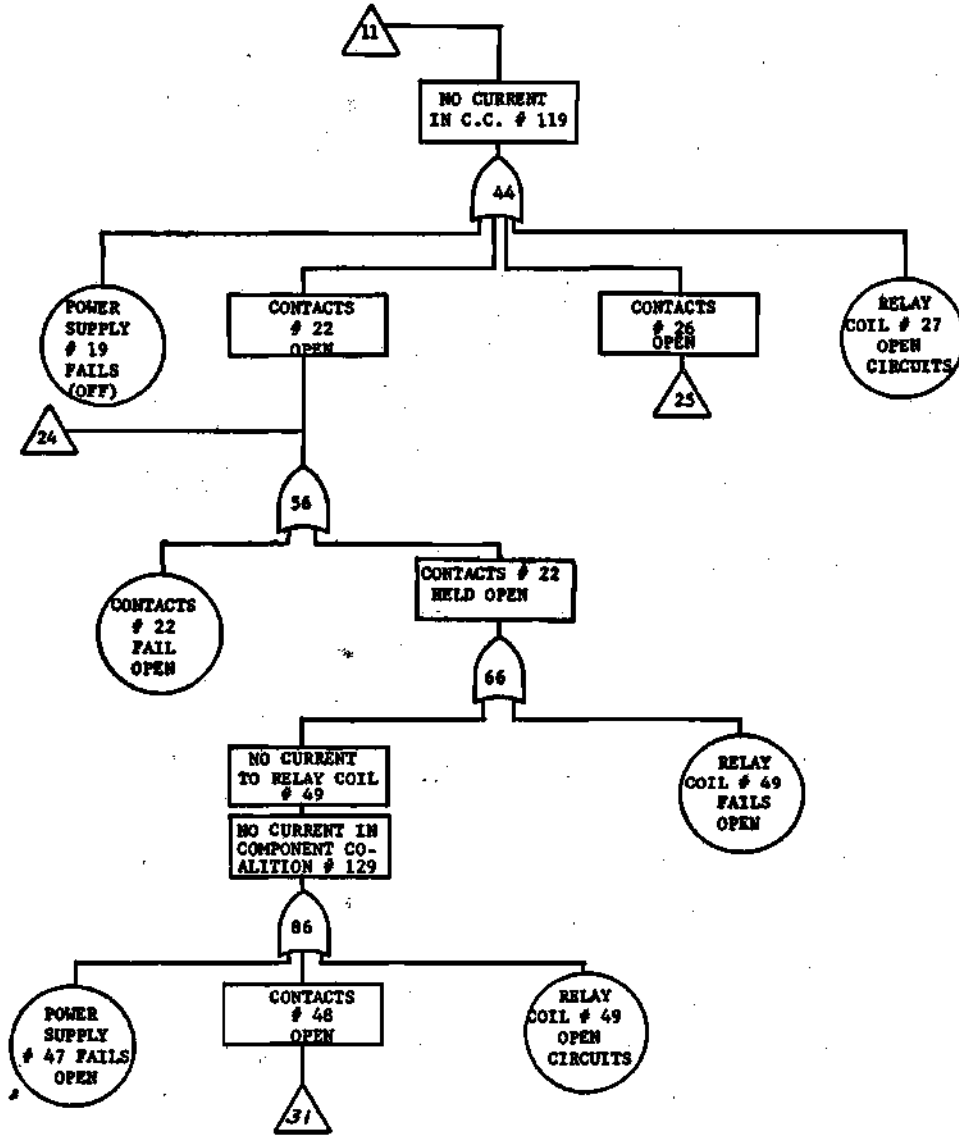 11
NO CURRENT
IN C.C. # 119
44
POWER
SUPPLY
# 19
FAILS
(OFF)
CONTACTS
# 22
OPEN
CONTACTS
# 26
OPEN
RELAY
COIL # 27
OPEN
CIRCUITS
25
24
56
CONTACTS
# 22
FAIL
OPEN
CONTACTS # 22
HELD OPEN
66
NO CURRENT
TO RELAY COIL
# 49
NO CURRENT IN
COMPONENT CO-
ALITION # 129
RELAY
COIL # 49
FAILS
OPEN
86
POWER
SUPPLY
# 47 FAILS
OPEN
CONTACTS
# 48
OPEN
RELAY
COIL # 49
OPEN
CIRCUITS
31